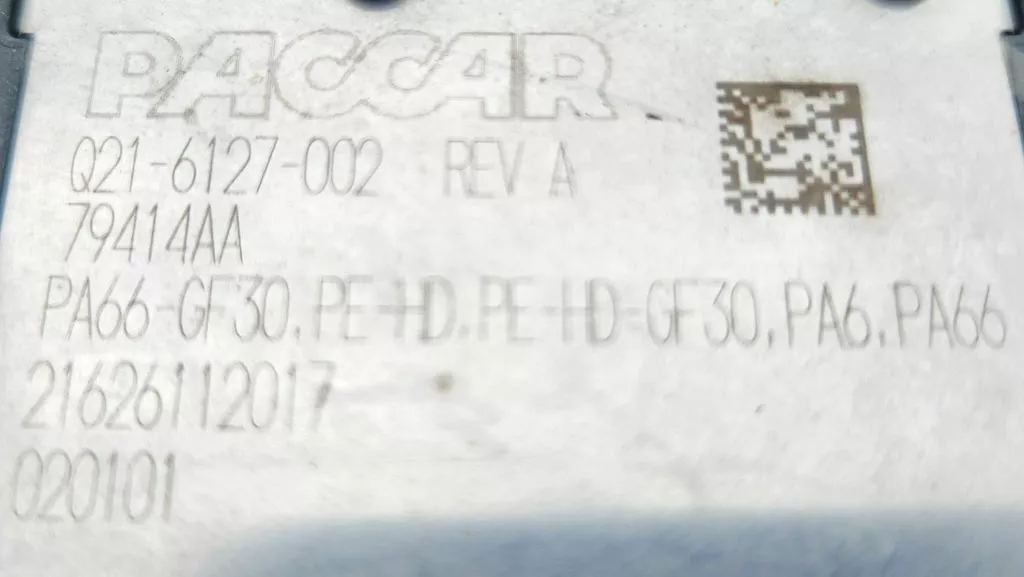 PACCAR
Q21-6127-002 REV A
79414AA
PA66-GF30,PE-HD,PE-HD-GF30,PA6,PA66
21626112017
020101